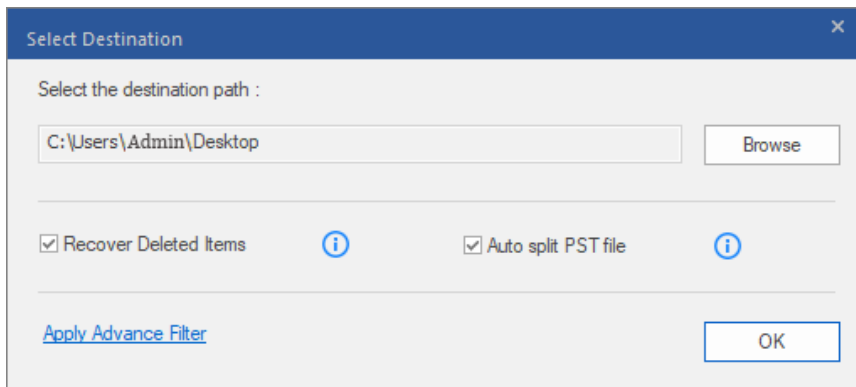 Select Destination
Select the destination path :
C:\Users\Admin\Desktop
Browse
Recover Deleted Items
Auto split PST file
Apply Advance Filter
OK